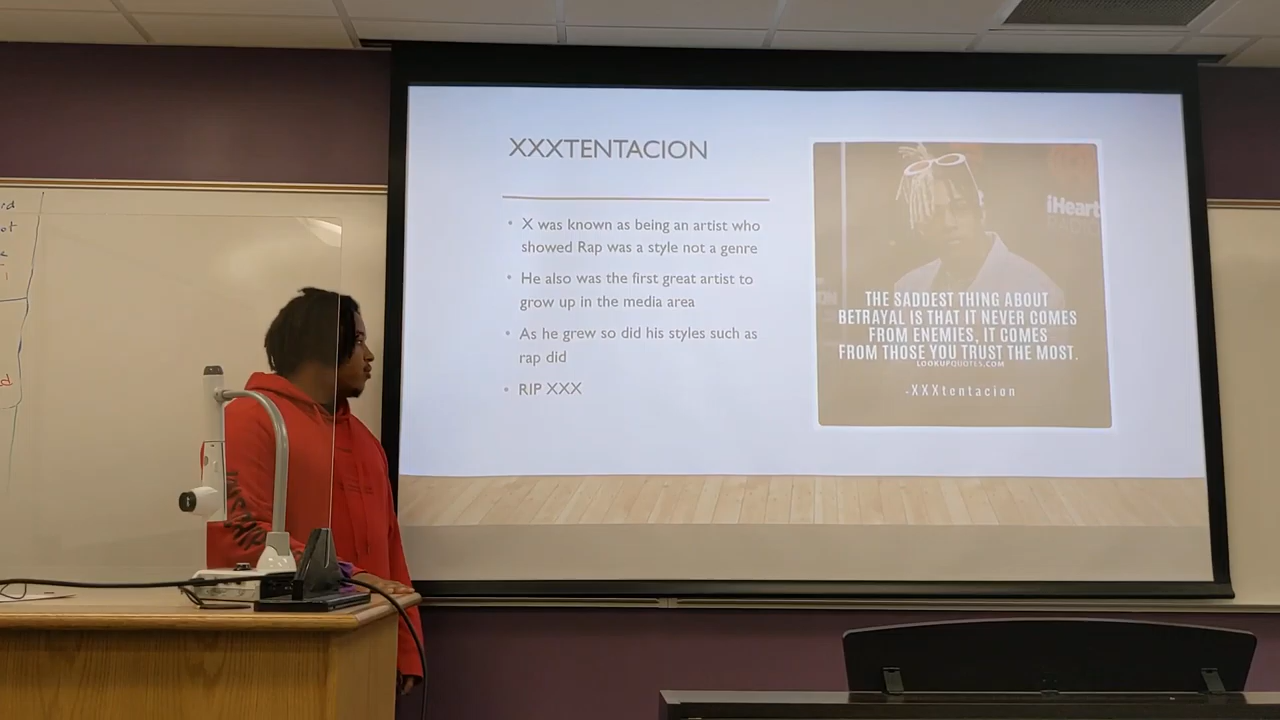 XXXTENTACION
• X was known as being an artist who
showed Rap was a style not a genre
• He also was the first great artist to
grow up in the media area
• As he grew so did his styles such as
rap did
• RIP XXX
iHeart
THE SADDEST THING ABOUT
BETRAYAL IS THAT IT NEVER COMES
FROM ENEMIES, IT COMES
FROM THOSE YOU TRUST THE MOST.
LOOKUPQUOTES.COM
-XXXtentacion